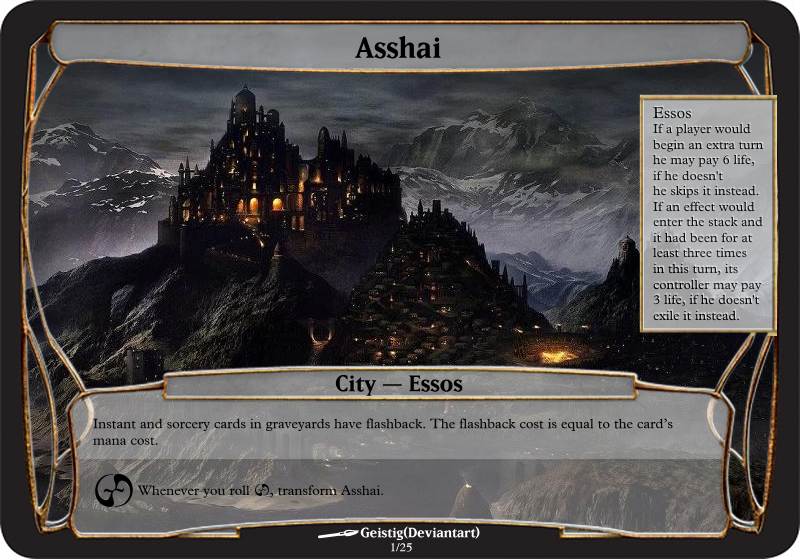 Asshai
Essos
If a player would
begin an extra turn
he may pay 6 life,
if he doesn't
he skips it instead.
If an effect would
enter the stack and
it had been for at
least three times
in this turn, its
controller may pay
3 life, if he doesn't
exile it instead.
City — Essos
Instant and sorcery cards in graveyards have flashback. The flashback cost is equal to the card's
mana cost.
Whenever you roll , transform Asshai.
Geistig(Deviantart)
1/25